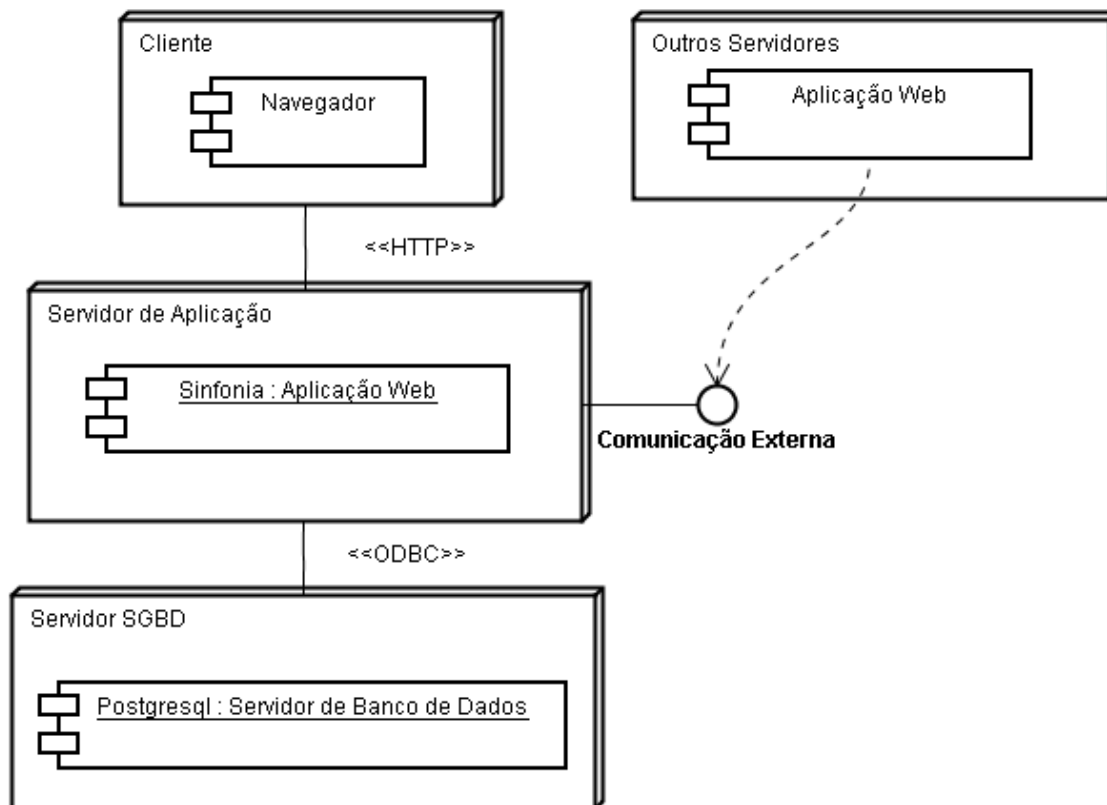 Cliente
Navegador
Outros Servidores
Aplicação Web
<<HTTP>>
Servidor de Aplicação
Sinfonia : Aplicação Web
Comunicação Externa
<<ODBC>>
Servidor SGBD
Postgresql : Servidor de Banco de Dados